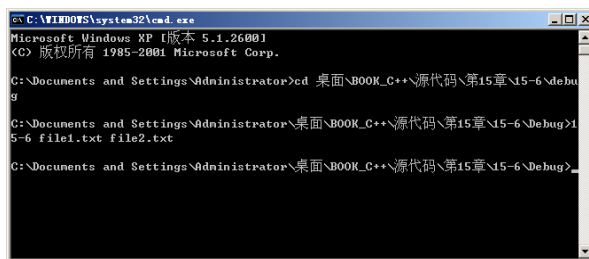 C:\WINDOWS\system32\cmd.exe
Microsoft Windows XP [版本 5.1.2600]
(C) 版权所有 1985-2001 Microsoft Corp.
C:\Documents and Settings\Administrator>cd 桌面\BOOK_C++\源代码\第15章\15-6\debu
g
C:\Documents and Settings\Administrator\桌面\BOOK_C++\源代码\第15章\15-6\Debug>1
5-6 file1.txt file2.txt
C:\Documents and Settings\Administrator\桌面\BOOK_C++\源代码\第15章\15-6\Debug>_